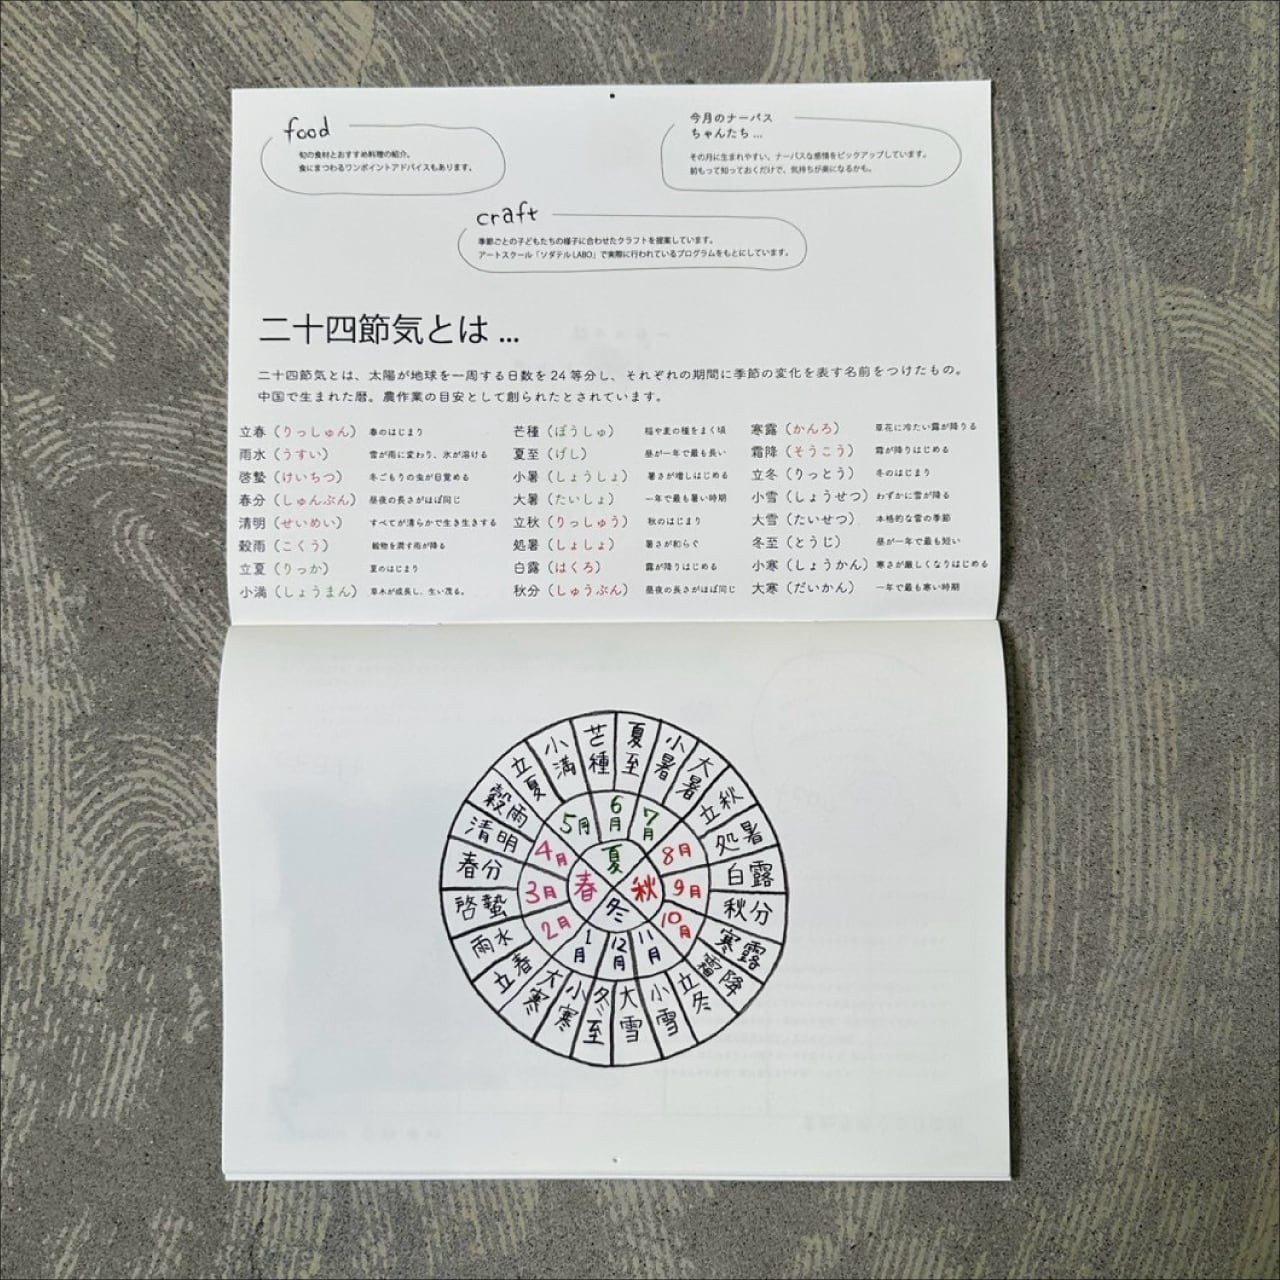 food
旬の食材とおすすめ料理の紹介。
食にまつわるワンポイントアドバイスもあります。
今月のナーバス
ちゃんたち...
その月に生まれやすい、ナーバスな感情をピックアップしています。
前もって知っておくだけで、気持ちが楽になるかも。
craft
季節ごとの子どもたちの様子に合わせたクラフトを提案しています。
アートスクール「ソダテルLABO」で実際に行われているプログラムをもとにしています。
二十四節気とは...
二十四節気とは、太陽が地球を一周する日数を24等分し、それぞれの期間に季節の変化を表す名前をつけたもの。
中国で生まれた暦。農作業の目安として創られたとされています。
立春（りっしゅん） 春のはじまり
雨水（うすい） 雪が雨に変わり、氷が溶ける
啓蟄（けいちつ） 冬ごもりの虫が目覚める
春分（しゅんぶん） 昼夜の長さがほぼ同じ
清明（せいめい） すべてが清らかで生き生きする
穀雨（こくう） 穀物を潤す雨が降る
立夏（りっか） 夏のはじまり
小満（しょうまん） 草木が成長し、生い茂る。
芒種（ぼうしゅ） 稲や麦の種をまく頃
夏至（げし） 昼が一年で最も長い
小暑（しょうしょ） 暑さが増しはじめる
大暑（たいしょ） 一年で最も暑い時期
立秋（りっしゅう） 秋のはじまり
処暑（しょしょ） 暑さが和らぐ
白露（はくろ） 露が降りはじめる
秋分（しゅうぶん） 昼夜の長さがほぼ同じ
寒露（かんろ） 草花に冷たい露が降りる
霜降（そうこう） 霜が降りはじめる
立冬（りっとう） 冬のはじまり
小雪（しょうせつ） わずかに雪が降る
大雪（たいせつ） 本格的な雪の季節
冬至（とうじ） 昼が一年で最も短い
小寒（しょうかん） 寒さが厳しくなりはじめる
大寒（だいかん） 一年で最も寒い時期
芒種
夏至
小暑
大暑
立秋
処暑
白露
秋分
寒露
霜降
立冬
小雪
大雪
冬至
小寒
大寒
立春
雨水
啓蟄
春分
清明
穀雨
立夏
小満
6月
7月
8月
9月
10月
11月
12月
1月
2月
3月
4月
5月
夏
秋
冬
春